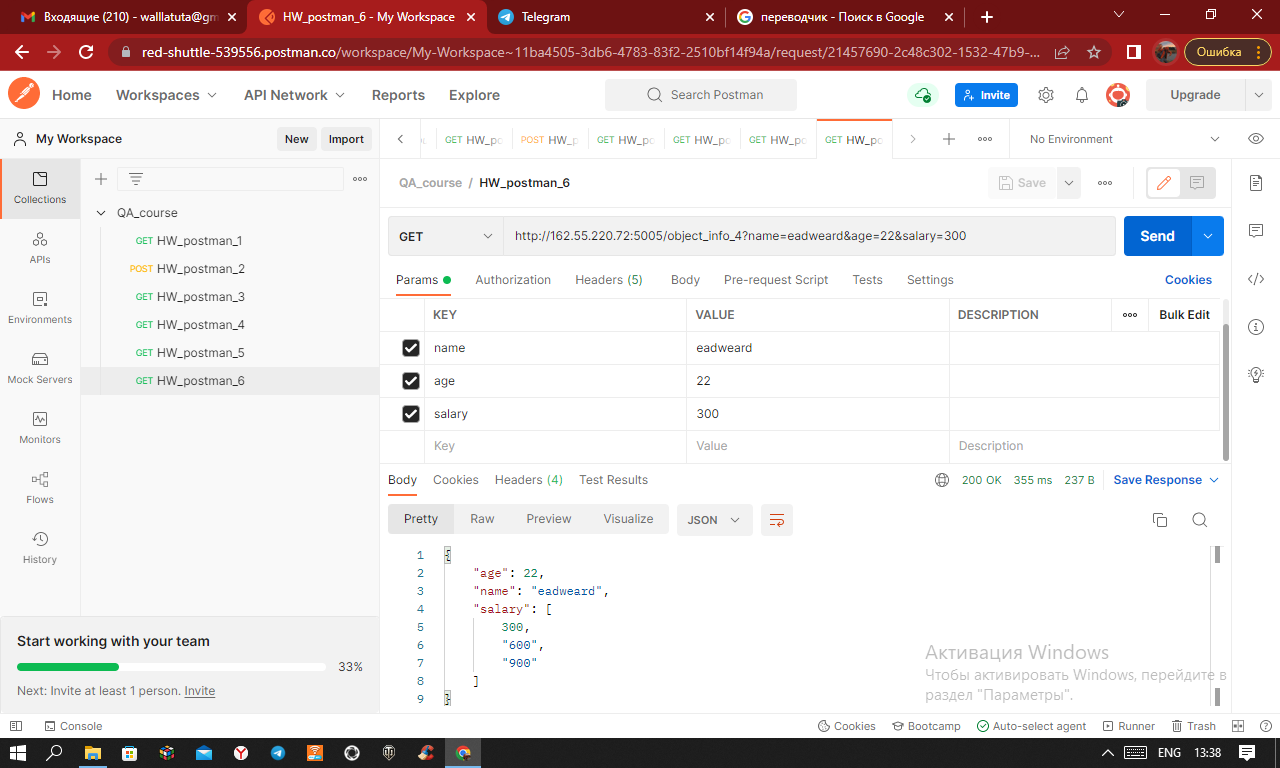 Входящие (210) - walllatuta@gm
HW_postman_6 - My Workspace
Telegram
переводчик - Поиск в Google
red-shuttle-539556.postman.co/workspace/My-Workspace~11ba4505-3db6-4783-83f2-2510bf14f94a/request/21457690-2c48c302-1532-47b9-...
Ошибка
Home
Workspaces
API Network
Reports
Explore
Search Postman
Invite
Upgrade
My Workspace
New
Import
GET HW_po
POST HW_p
GET HW_po
GET HW_po
GET HW_po
GET HW_po
No Environment
Collections
APIs
Environments
Mock Servers
Monitors
Flows
History
QA_course
GET HW_postman_1
POST HW_postman_2
GET HW_postman_3
GET HW_postman_4
GET HW_postman_5
GET HW_postman_6
Start working with your team
33%
Next: Invite at least 1 person. Invite
QA_course / HW_postman_6
Save
GET
http://162.55.220.72:5005/object_info_4?name=eadweard&age=22&salary=300
Send
Params
Authorization
Headers (5)
Body
Pre-request Script
Tests
Settings
Cookies
KEY VALUE DESCRIPTION
Bulk Edit
name eadweard
age 22
salary 300
Key Value Description
Body
Cookies
Headers (4)
Test Results
200 OK 355 ms 237 B
Save Response
Pretty
Raw
Preview
Visualize
JSON
1 {
2 "age": 22,
3 "name": "eadweard",
4 "salary": [
5 300,
6 "600",
7 "900"
8 ]
9 }
Активация Windows
Чтобы активировать Windows, перейдите в
раздел "Параметры".
Console
Cookies
Bootcamp
Auto-select agent
Runner
Trash
ENG
13:38